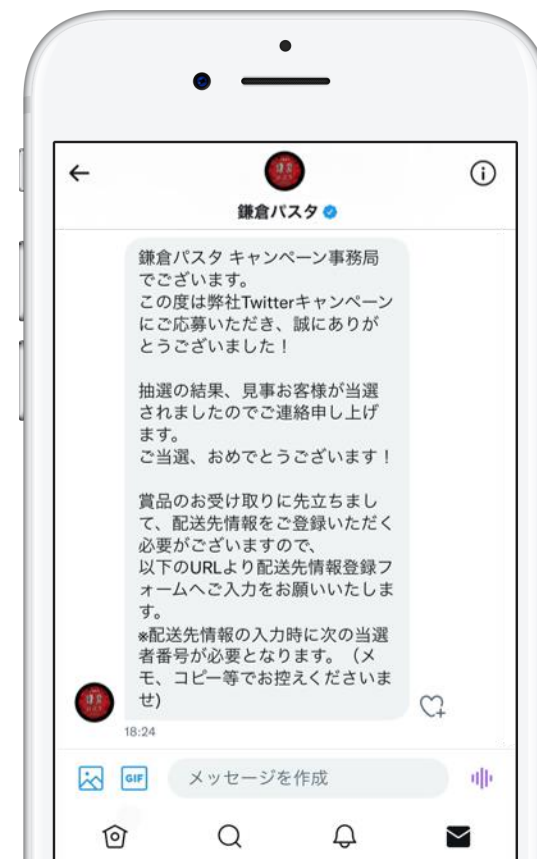 鎌倉パスタ
鎌倉パスタ キャンペーン事務局
でございます。
この度は弊社Twitterキャンペーン
にご応募いただき、誠にありが
とうございました！
抽選の結果、見事お客様が当選
されましたのでご連絡申し上げ
ます。
ご当選、おめでとうございます！
賞品のお受け取りに先立ちまし
て、配送先情報をご登録いただく
必要がございますので、
以下のURLより配送先情報登録フ
ォームへご入力をお願いいたしま
す。
※配送先情報の入力時に次の当選
者番号が必要となります。（メ
モ、コピー等でお控えくださいま
せ)
18:24
GIF
メッセージを作成